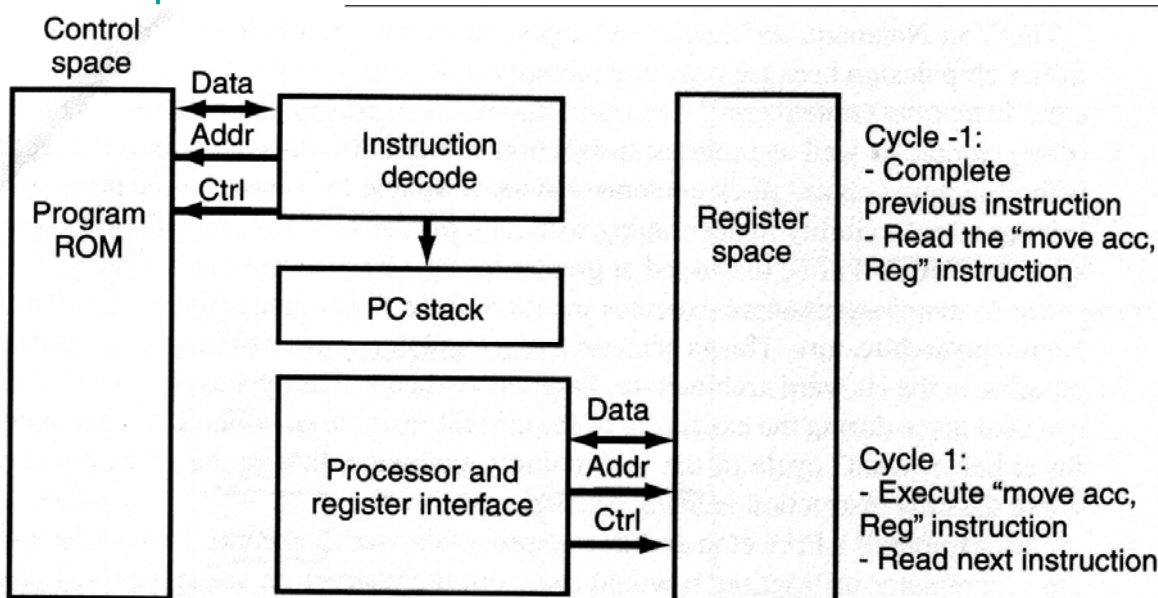 Control
space
Data
Addr
Ctrl
Program
ROM
Instruction
decode
PC stack
Processor and
register interface
Data
Addr
Ctrl
Register
space
Cycle -1:
- Complete
previous instruction
- Read the “move acc,
Reg” instruction
Cycle 1:
- Execute “move acc,
Reg” instruction
- Read next instruction